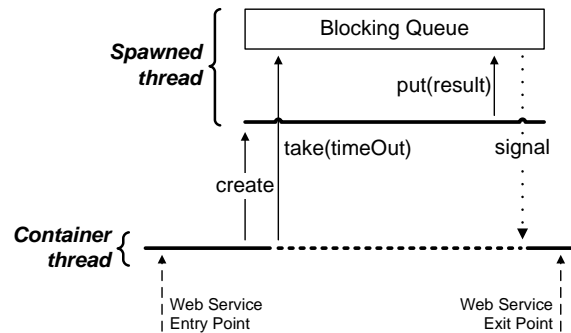 Blocking Queue
Spawned
thread
put(result)
take(timeOut)
signal
create
Container
thread
Web Service
Entry Point
Web Service
Exit Point